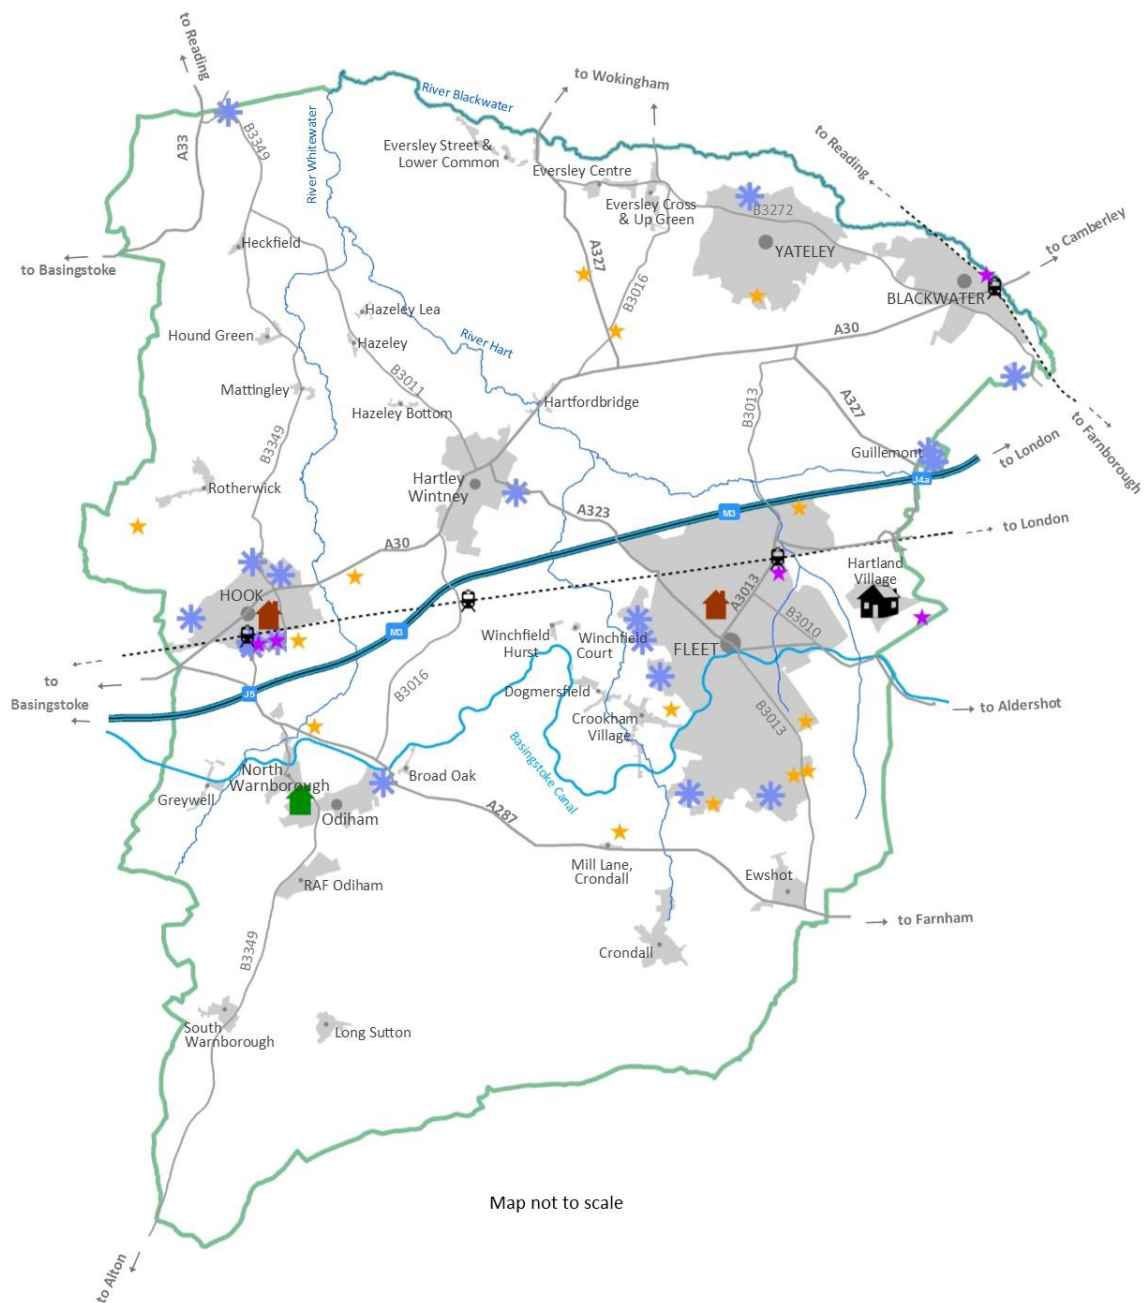 to Reading
to Wokingham
River Blackwater
A33
B3349
River Whitewater
Eversley Street &
Lower Common
Eversley Centre
to Reading
Eversley Cross
& Up Green
B3272
YATELEY
to Camberley
Heckfield
to Basingstoke
A327
B3016
BLACKWATER
Hazeley Lea
Hound Green
Hazeley
River Hart
A30
Mattingley
B3011
Hazeley Bottom
Hartfordbridge
B3013
A327
to Farnborough
B3349
Guillemont
to London
Rotherwick
Hartley
Wintney
J4a
A323
M3
to London
A30
Hartland
Village
HOOK
A3013
M3
Winchfield
Hurst
Winchfield
Court
B3010
FLEET
to
Basingstoke
J5
B3016
Dogmersfield
Crookham
Village
B3013
to Aldershot
Basingstoke Canal
North
Warnborough
Broad Oak
Greywell
Odiham
A287
Mill Lane,
Crondall
Ewshot
RAF Odiham
to Farnham
B3349
Crondall
South
Warnborough
Long Sutton
Map not to scale
to Alton